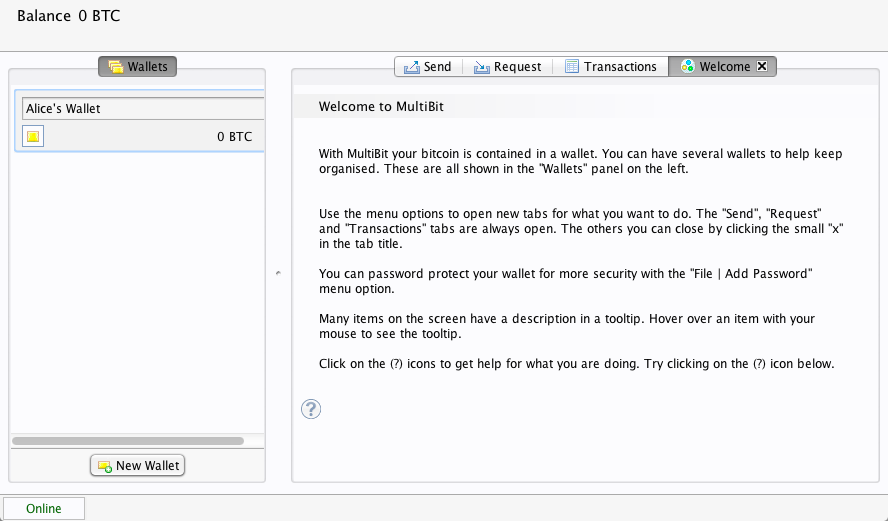 Balance 0 BTC
Wallets
Send
Request
Transactions
Welcome
Alice's Wallet
0 BTC
Welcome to MultiBit
With MultiBit your bitcoin is contained in a wallet. You can have several wallets to help keep
organised. These are all shown in the "Wallets" panel on the left.
Use the menu options to open new tabs for what you want to do. The "Send", "Request"
and "Transactions" tabs are always open. The others you can close by clicking the small "x"
in the tab title.
You can password protect your wallet for more security with the "File | Add Password"
menu option.
Many items on the screen have a description in a tooltip. Hover over an item with your
mouse to see the tooltip.
Click on the (?) icons to get help for what you are doing. Try clicking on the (?) icon below.
?
New Wallet
Online